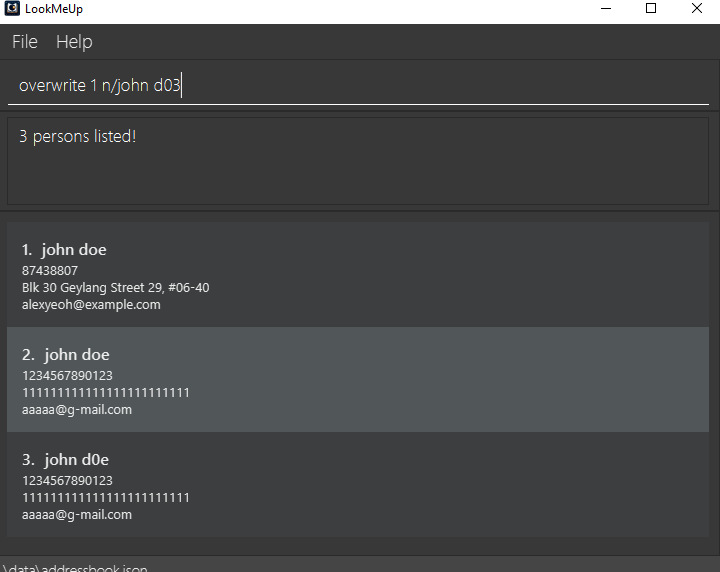 LookMeUp
File Help
overwrite 1 n/john d03
3 persons listed!
1. john doe
87438807
Blk 30 Geylang Street 29, #06-40
alexyeoh@example.com
2. john doe
1234567890123
111111111111111111111111
aaaaa@g-mail.com
3. john d0e
1234567890123
111111111111111111111111
aaaaa@g-mail.com
.\data\addressbook.json